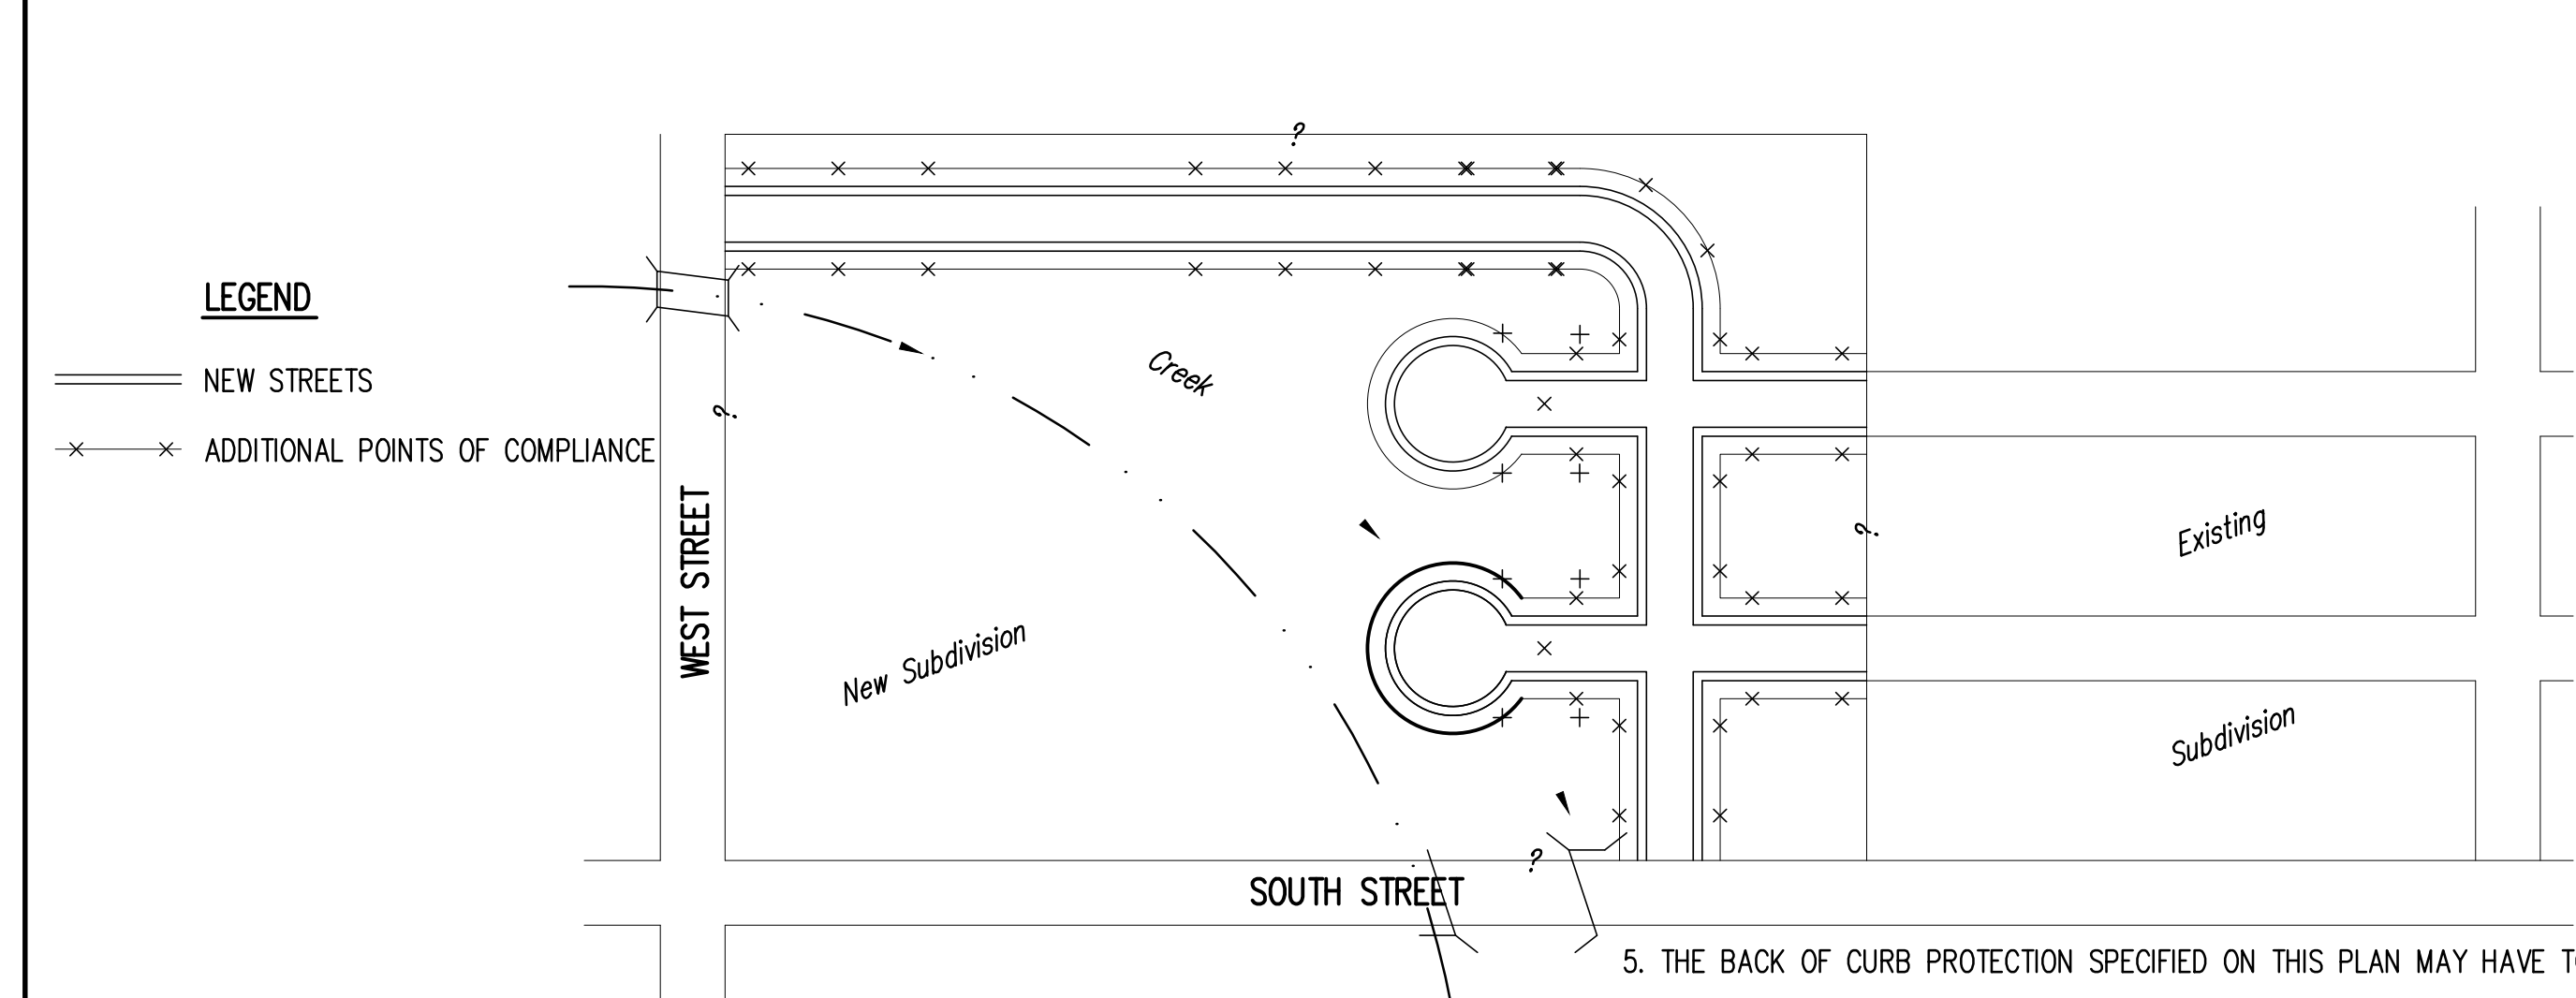 ?
LEGEND
Creek
NEW STREETS
?
ADDITIONAL POINTS OF COMPLIANCE
WEST STREET
?
Existing
New Subdivision
Subdivision
?
SOUTH STREET
5. THE BACK OF CURB PROTECTION SPECIFIED ON THIS PLAN MAY HAVE